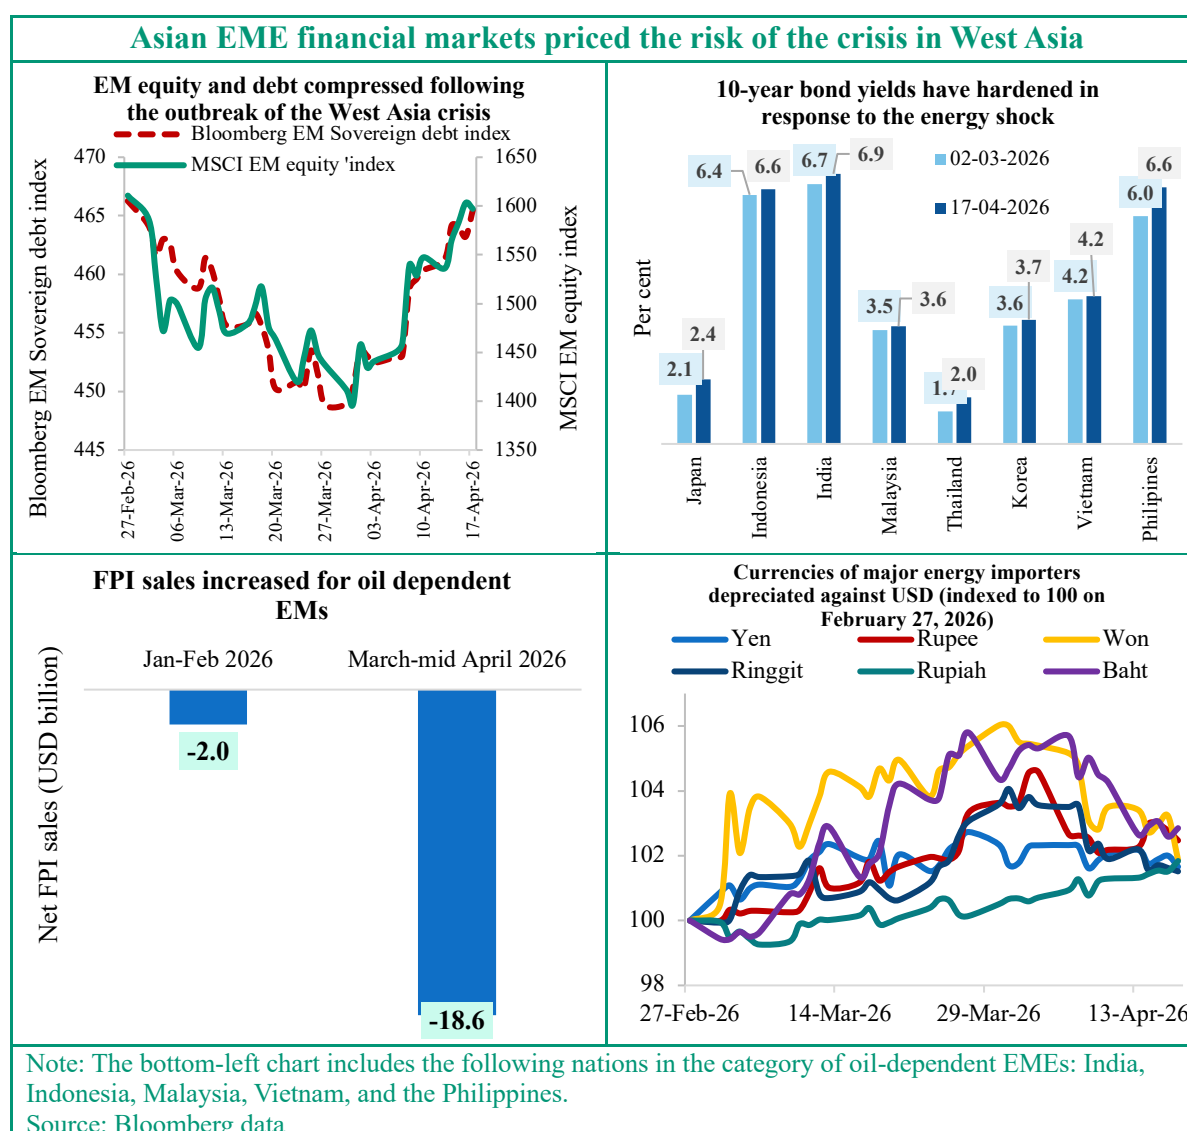 Asian EME financial markets priced the risk of the crisis in West Asia
EM equity and debt compressed following
the outbreak of the West Asia crisis
Bloomberg EM Sovereign debt index
MSCI EM equity 'index
Bloomberg EM Sovereign debt index
470
465
460
455
450
445
1650
1600
1550
1500
1450
1400
1350
MSCI EM equity index
27-Feb-26
06-Mar-26
13-Mar-26
20-Mar-26
27-Mar-26
03-Apr-26
10-Apr-26
17-Apr-26
10-year bond yields have hardened in
response to the energy shock
02-03-2026
17-04-2026
Per cent
2.1
2.4
6.4
6.6
6.7
6.9
3.5
3.6
1.7
2.0
3.6
3.7
4.2
4.2
6.0
6.6
Japan
Indonesia
India
Malaysia
Thailand
Korea
Vietnam
Philipines
FPI sales increased for oil dependent
EMs
Net FPI sales (USD billion)
Jan-Feb 2026
March-mid April 2026
-2.0
-18.6
Currencies of major energy importers
depreciated against USD (indexed to 100 on
February 27, 2026)
Yen
Rupee
Won
Ringgit
Rupiah
Baht
106
104
102
100
98
27-Feb-26
14-Mar-26
29-Mar-26
13-Apr-26
Note: The bottom-left chart includes the following nations in the category of oil-dependent EMEs: India,
Indonesia, Malaysia, Vietnam, and the Philippines.
Source: Bloomberg data